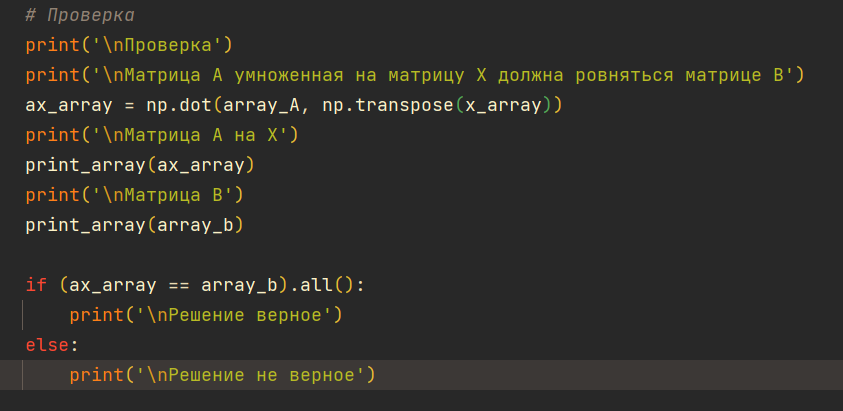 # Проверка
print('\nПроверка')
print('\nМатрица A умноженная на матрицу X должна ровняться матрице B')
ax_array = np.dot(array_A, np.transpose(x_array))
print('\nМатрица A на X')
print_array(ax_array)
print('\nМатрица B')
print_array(array_b)
if (ax_array == array_b).all():
    print('\nРешение верное')
else:
    print('\nРешение не верное')